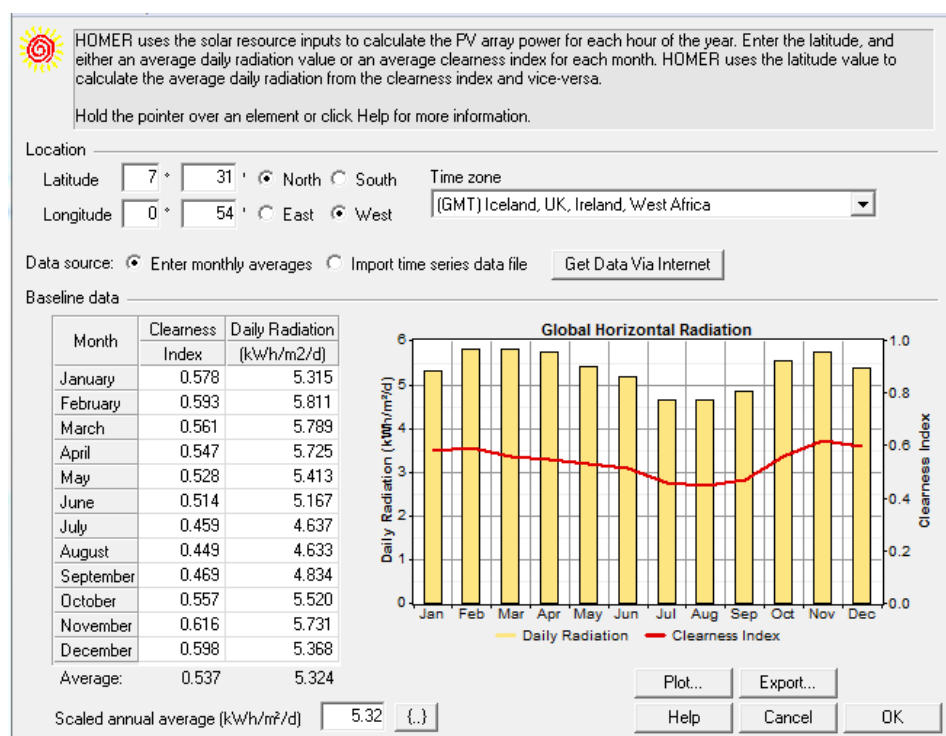 HOMER uses the solar resource inputs to calculate the PV array power for each hour of the year. Enter the latitude, and
either an average daily radiation value or an average clearness index for each month. HOMER uses the latitude value to
calculate the average daily radiation from the clearness index and vice-versa.
Hold the pointer over an element or click Help for more information.
Location
Latitude 7 ° 31 ' North South Time zone
Longitude 0 ° 54 ' East West (GMT) Iceland, UK, Ireland, West Africa
Data source: Enter monthly averages Import time series data file Get Data Via Internet
Baseline data
Month Clearness Daily Radiation
Index (kWh/m2/d)
January 0.578 5.315
February 0.593 5.811
March 0.561 5.789
April 0.547 5.725
May 0.528 5.413
June 0.514 5.167
July 0.459 4.637
August 0.449 4.633
September 0.469 4.834
October 0.557 5.520
November 0.616 5.731
December 0.598 5.368
Average: 0.537 5.324
Scaled annual average (kWh/m²/d) 5.32 {..}
Global Horizontal Radiation
Daily Radiation (kWh/m²/d)
6
5
4
3
2
1
0
1.0
0.8
0.6
0.4
0.2
0.0
Clearness Index
Jan Feb Mar Apr May Jun Jul Aug Sep Oct Nov Dec
Daily Radiation Clearness Index
Plot... Export...
Help Cancel OK